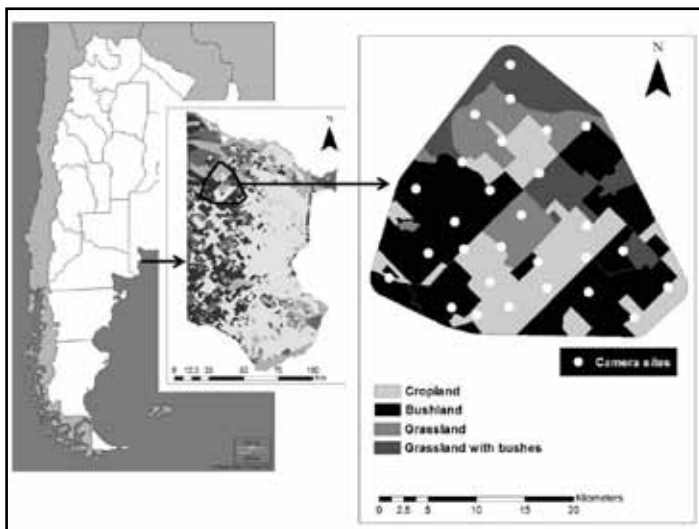 N
N
Camera sites
Cropland
Bushland
Grassland
Grassland with bushes
Kilometers
0 2.5 5 10 15 20